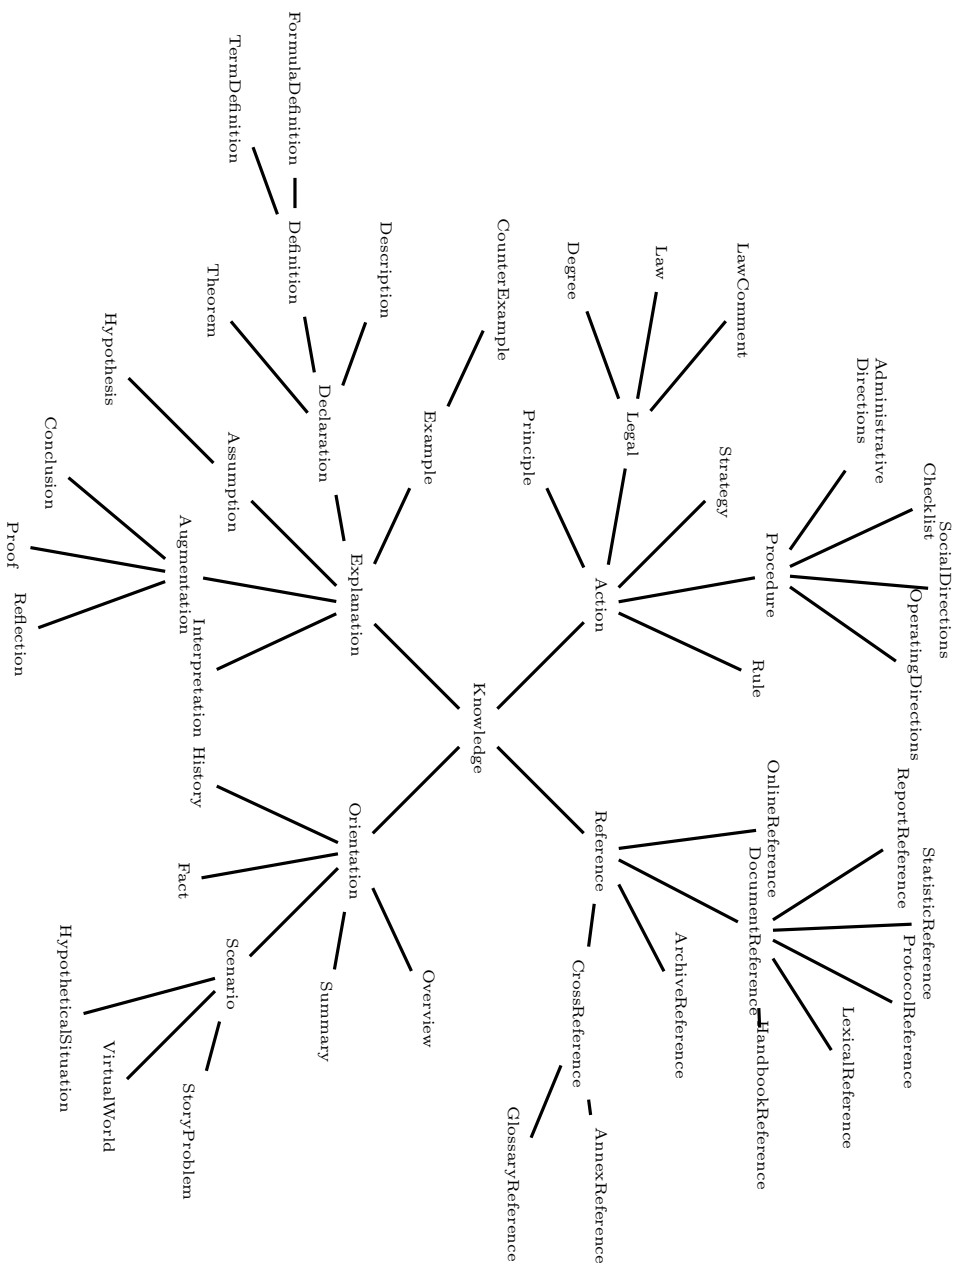 Knowledge
Action
Procedure
Administrative
Directions
Checklist
SocialDirections
OperatingDirections
Strategy
Rule
Legal
LawComment
Law
Degree
Principle
Explanation
Example
CounterExample
Declaration
Description
Definition
FormulaDefinition
TermDefinition
Theorem
Assumption
Hypothesis
Augmentation
Conclusion
Proof
Reflection
Interpretation
Orientation
History
Fact
Scenario
HypotheticalSituation
VirtualWorld
StoryProblem
Summary
Overview
Reference
OnlineReference
DocumentReference
ReportReference
StatisticReference
ProtocolReference
LexicalReference
HandbookReference
ArchiveReference
CrossReference
AnnexReference
GlossaryReference